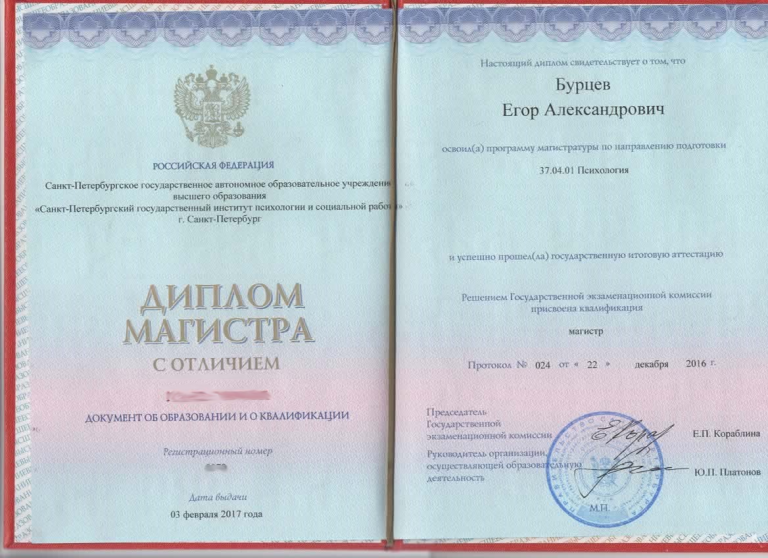 РОССИЙСКАЯ ФЕДЕРАЦИЯ
Санкт-Петербургское государственное автономное образовательное учреждение
высшего образования
«Санкт-Петербургский государственный институт психологии и социальной работы»
г. Санкт-Петербург
ДИПЛОМ
МАГИСТРА
С ОТЛИЧИЕМ
ДОКУМЕНТ ОБ ОБРАЗОВАНИИ И О КВАЛИФИКАЦИИ
Регистрационный номер
Дата выдачи
03 февраля 2017 года
Настоящий диплом свидетельствует о том, что
Бурцев
Егор Александрович
освоил(а) программу магистратуры по направлению подготовки
37.04.01 Психология
и успешно прошел(ла) государственную итоговую аттестацию
Решением Государственной экзаменационной комиссии
присвоена квалификация
магистр
Протокол № 024 от « 22 » декабря 2016 г.
Председатель
Государственной
экзаменационной комиссии
Е.П. Кораблина
Руководитель организации,
осуществляющей образовательную
деятельность
Ю.П. Платонов
М.П.